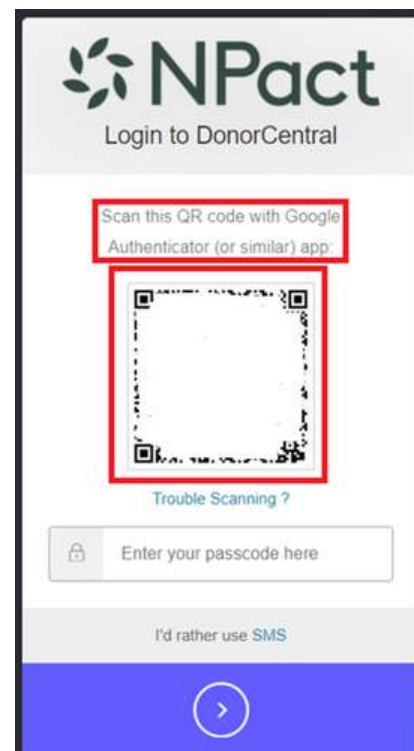 NPact
Login to DonorCentral
Scan this QR code with Google
Authenticator (or similar) app:
Trouble Scanning ?
Enter your passcode here
I'd rather use SMS